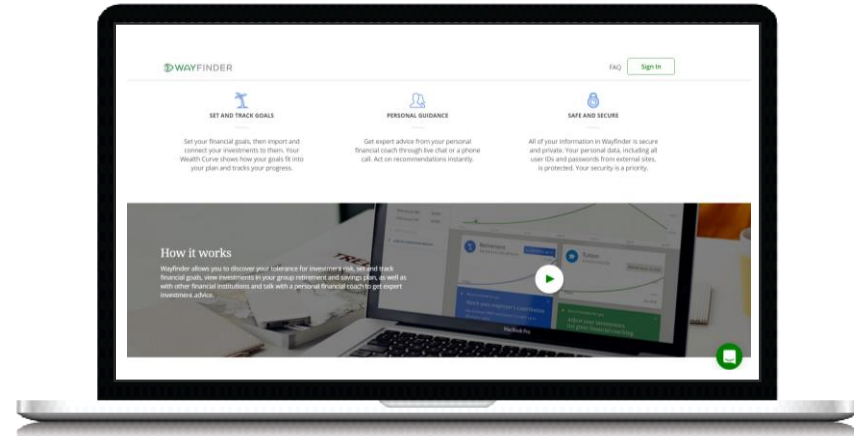 WAYFINDER
FAQ
Sign In
SET AND TRACK GOALS
PERSONAL GUIDANCE
SAFE AND SECURE
Set your financial goals, then import and
connect your investments to them. Your
Wealth Curve shows how your goals fit into
your plan and tracks your progress.
Get expert advice from your personal
financial coach through live chat or a phone
call. Act on recommendations instantly.
All of your information in Wayfinder is secure
and private. Your personal data, including all
user IDs and passwords from external sites,
is protected. Your security is a priority.
How it works
Wayfinder allows you to discover your tolerance for investment risk, set and track
financial goals, view investments in your group retirement and savings plan, as well as
with other financial institutions and talk with a personal financial coach to get expert
investment advice.
Retirement
Tuition
MacBook Pro